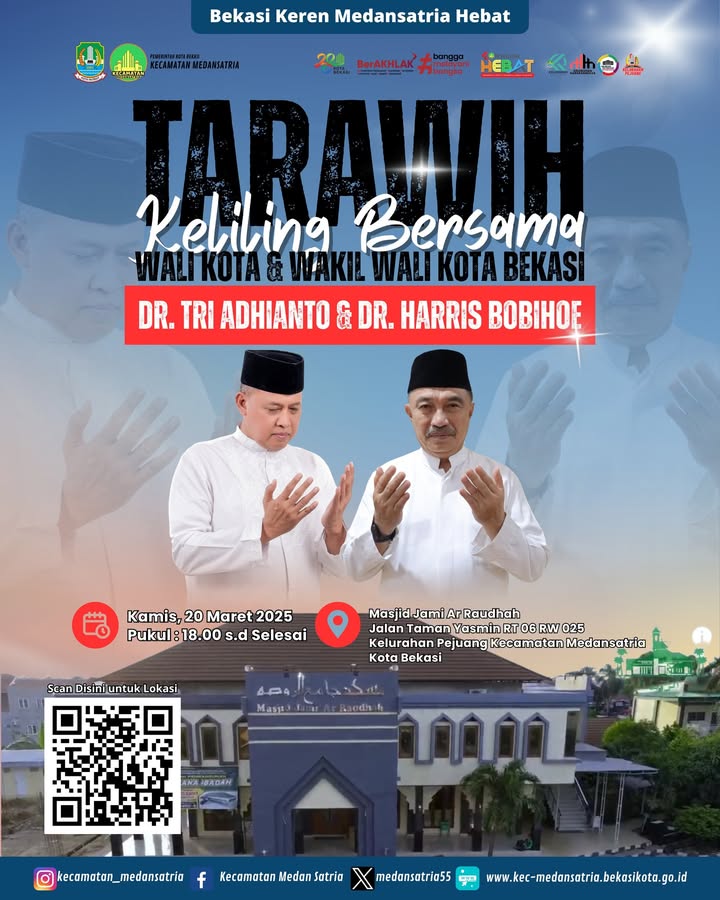 Bekasi Keren Medansatria Hebat
PEMERINTAH KOTA BEKASI
KECAMATAN MEDANSATRIA
KECAMATAN
KOTA BEKASI
BerAKHLAK
#bangga melayani bangsa
HEBAT
TARAWIH
Keliling Bersama
WALI KOTA & WAKIL WALI KOTA BEKASI
DR. TRI ADHIANTO & DR. HARRIS BOBIHOE
Kamis, 20 Maret 2025
Pukul : 18.00 s.d Selesai
Masjid Jami Ar Raudhah
Jalan Taman Yasmin RT 06 RW 025
Kelurahan Pejuang Kecamatan Medansatria
Kota Bekasi
Scan Disini untuk Lokasi
Masjid Jami Ar Raudhah
kecamatan_medansatria
Kecamatan Medan Satria
medansatria55
www.kec-medansatria.bekasikota.go.id